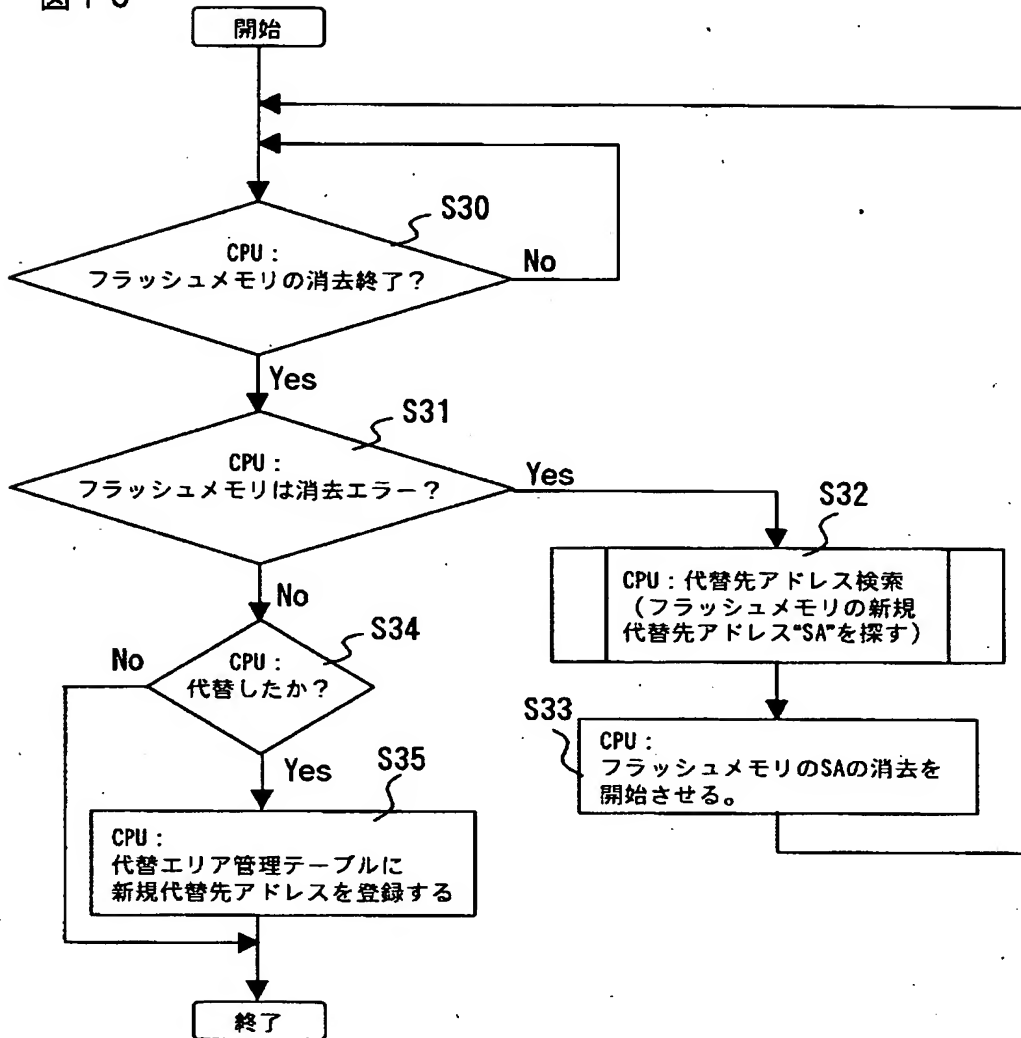 開始
S30
CPU：
フラッシュメモリの消去終了？
No
Yes
S31
CPU：
フラッシュメモリは消去エラー？
Yes
No
S32
CPU：代替先アドレス検索
（フラッシュメモリの新規
代替先アドレス“SA”を探す）
S34
CPU：
代替したか？
No
Yes
S33
CPU：
フラッシュメモリのSAの消去を
開始させる。
S35
CPU：
代替エリア管理テーブルに
新規代替先アドレスを登録する
終了